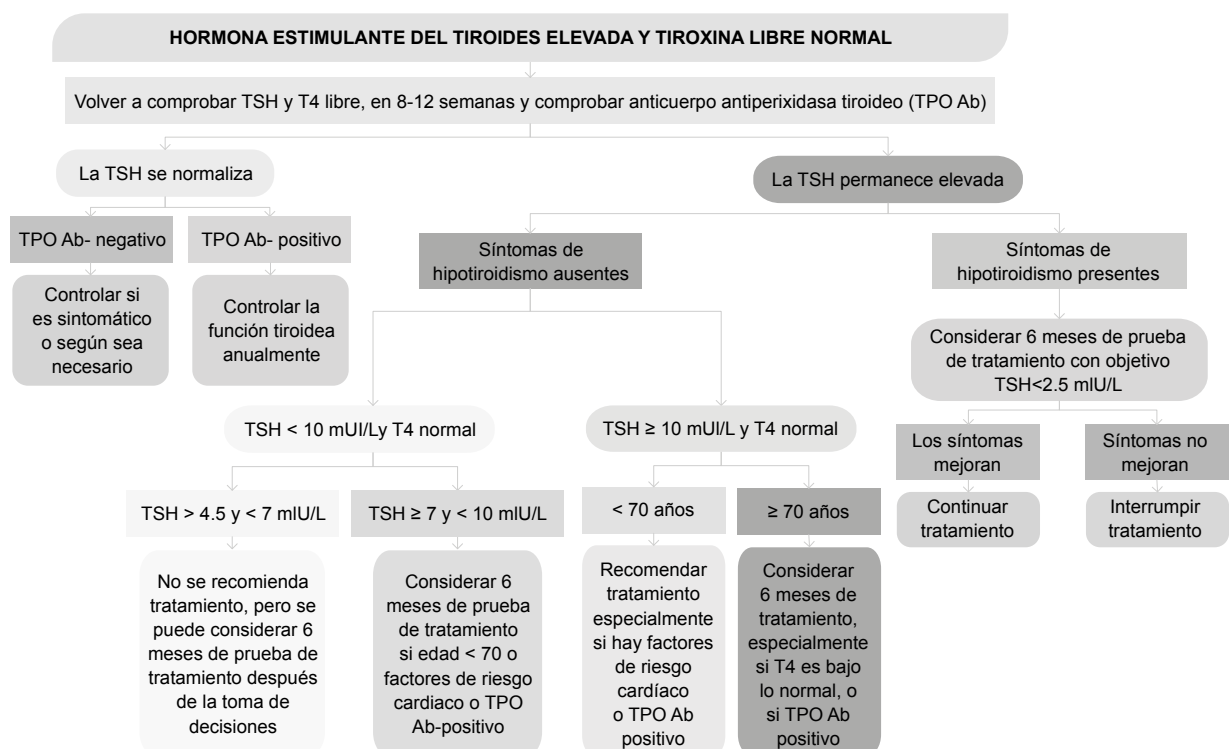 HORMONA ESTIMULANTE DEL TIROIDES ELEVADA Y TIROXINA LIBRE NORMAL
Volver a comprobar TSH y T4 libre, en 8-12 semanas y comprobar anticuerpo antiperixidasa tiroideo (TPO Ab)
La TSH se normaliza
La TSH permanece elevada
TPO Ab- negativo
TPO Ab- positivo
Controlar si
es sintomático
o según sea
necesario
Controlar la
función tiroidea
anualmente
Síntomas de
hipotiroidismo ausentes
Síntomas de
hipotiroidismo presentes
TSH < 10 mUI/Ly T4 normal
TSH ≥ 10 mUI/L y T4 normal
TSH > 4.5 y < 7 mlU/L
TSH ≥ 7 y < 10 mlU/L
< 70 años
≥ 70 años
No se recomienda
tratamiento, pero se
puede considerar 6
meses de prueba de
tratamiento después
de la toma de
decisiones
Considerar 6
meses de prueba
de tratamiento
si edad < 70 o
factores de riesgo
cardiaco o TPO
Ab-positivo
Recomendar
tratamiento
especialmente
si hay factores
de riesgo
cardíaco
o TPO Ab
positivo
Considerar
6 meses de
tratamiento,
especialmente
si T4 es bajo
lo normal, o
si TPO Ab
positivo
Considerar 6 meses de prueba
de tratamiento con objetivo
TSH<2.5 mlU/L
Los síntomas
mejoran
Síntomas no
mejoran
Continuar
tratamiento
Interrumpir
tratamiento